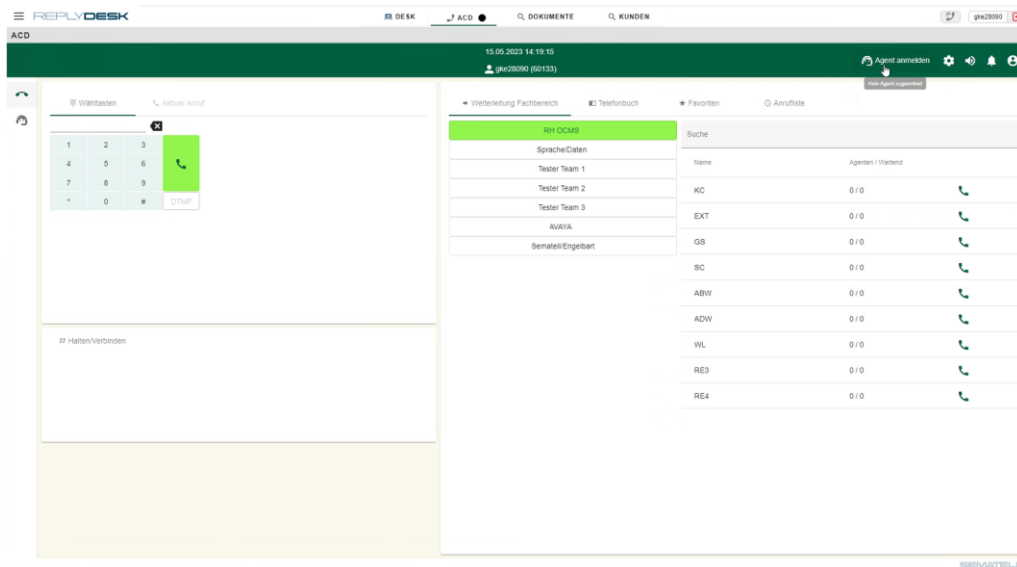 REPLYDESK
DESK
ACD
DOKUMENTE
KUNDEN
gke28090
ACD
15.05.2023 14:19:15
gke28090 (60133)
Agent anmelden
Kein Agent zugeordnet
Wähltasten
Aktiver Anruf
1 2 3
4 5 6
7 8 9
* 0 #
DTMF
Halten/Verbinden
Weiterleitung Fachbereich
Telefonbuch
Favoriten
Anrufliste
RH OCMS
Sprache/Daten
Tester Team 1
Tester Team 2
Tester Team 3
AVAYA
Sematell/Engelbart
Suche
Name Agenten / Wartend
KC 0 / 0
EXT 0 / 0
GS 0 / 0
SC 0 / 0
ABW 0 / 0
ADW 0 / 0
WL 0 / 0
RE3 0 / 0
RE4 0 / 0
SEMATEL